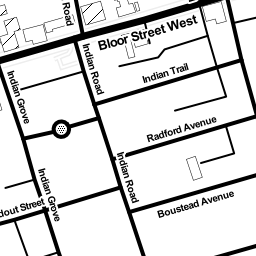 Road
Bloor Street West
Indian Road
Indian Trail
Indian Grove
Radford Avenue
Indian Road
Indian Grove
Boustead Avenue
dout Street